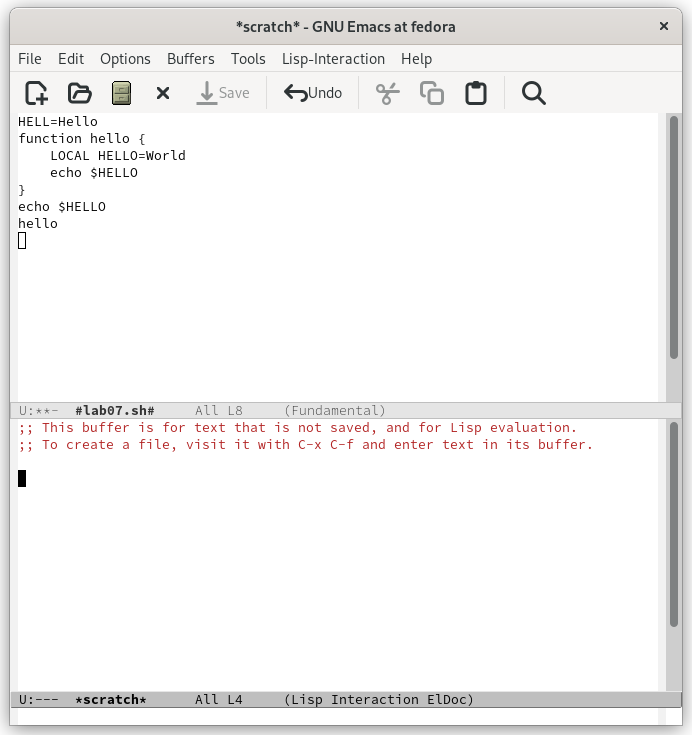 *scratch* - GNU Emacs at fedora
File Edit Options Buffers Tools Lisp-Interaction Help
Save Undo
HELL=Hello
function hello {
    LOCAL HELLO=World
    echo $HELLO
}
echo $HELLO
hello
U:**-  #lab07.sh#     All L8     (Fundamental)
;; This buffer is for text that is not saved, and for Lisp evaluation.
;; To create a file, visit it with C-x C-f and enter text in its buffer.
U:---  *scratch*      All L4     (Lisp Interaction ElDoc)